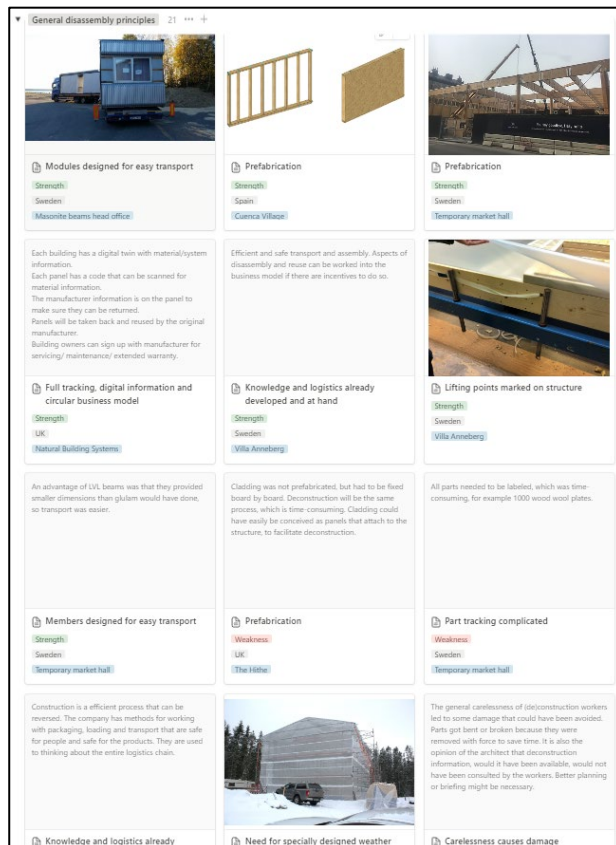 General disassembly principles 21
Modules designed for easy transport
Strength
Sweden
Masonite beams head office
Prefabrication
Strength
Spain
Cuenca Village
Prefabrication
Strength
Sweden
Temporary market hall
Each building has a digital twin with material/system
information.
Each panel has a code that can be scanned for
material information.
The manufacturer information is on the panel to
make sure they can be returned.
Panels will be taken back and reused by the original
manufacturer.
Building owners can sign up with manufacturer for
servicing/ maintenance/ extended warranty.
Full tracking, digital information and
circular business model
Strength
UK
Natural Building Systems
Efficient and safe transport and assembly. Aspects of
disassembly and reuse can be worked into the
business model if there are incentives to do so.
Knowledge and logistics already
developed and at hand
Strength
Sweden
Villa Anneberg
Lifting points marked on structure
Strength
Sweden
Villa Anneberg
An advantage of LVL beams was that they provided
smaller dimensions than glulam would have done,
so transport was easier.
Members designed for easy transport
Strength
Sweden
Temporary market hall
Cladding was not prefabricated, but had to be fixed
board by board. Deconstruction will be the same
process, which is time-consuming. Cladding could
have easily be conceived as panels that attach to the
structure, to facilitate deconstruction.
Prefabrication
Weakness
UK
The Hithe
All parts needed to be labeled, which was time-
consuming, for example 1000 wood wool plates.
Part tracking complicated
Weakness
Sweden
Temporary market hall
Construction is a efficient process that can be
reversed. The company has methods for working
with packaging, loading and transport that are safe
for people and safe for the products. They are used
to thinking about the entire logistics chain.
Knowledge and logistics already
Need for specially designed weather
The general carelessness of (de)construction workers
led to some damage that could have been avoided.
Parts got bent or broken because they were
removed with force to save time. It is also the
opinion of the architect that deconstruction
information, would it have been available, would not
have been consulted by the workers. Better planning
or briefing might be necessary.
Carelessness causes damage